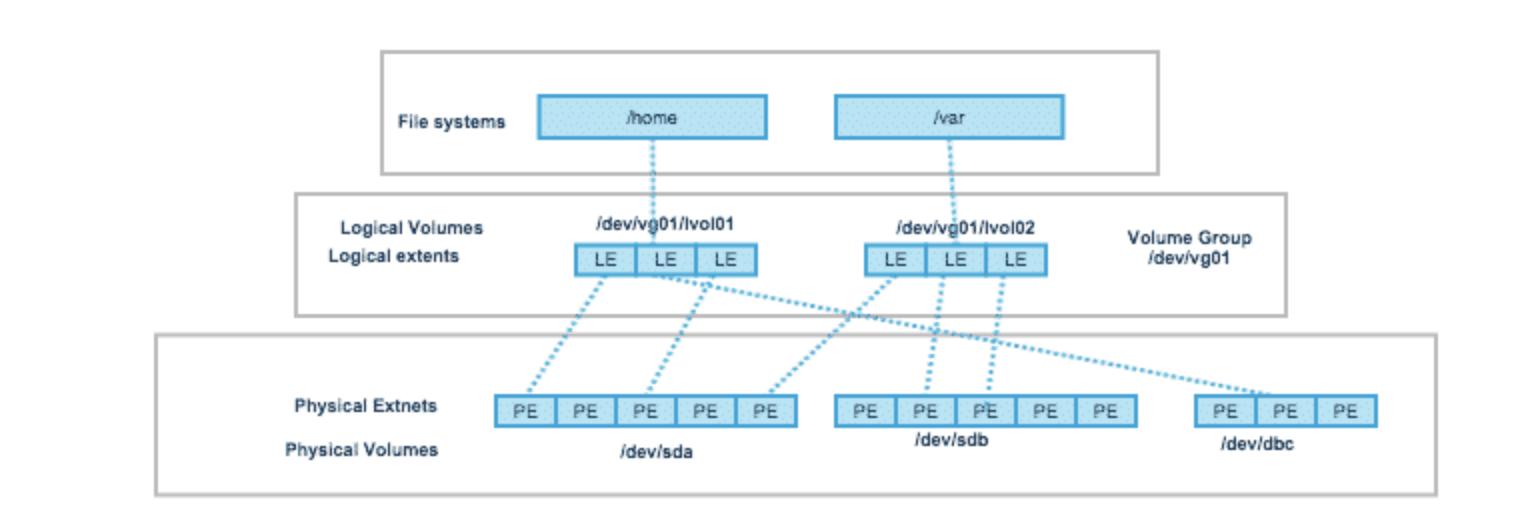 File systems
/home
/var
Logical Volumes
/dev/vg01/lvol01
/dev/vg01/lvol02
Volume Group
/dev/vg01
Logical extents
LE LE LE
LE LE LE
Physical Extnets
PE PE PE PE PE
PE PE PE PE PE
PE PE PE
Physical Volumes
/dev/sda
/dev/sdb
/dev/dbc